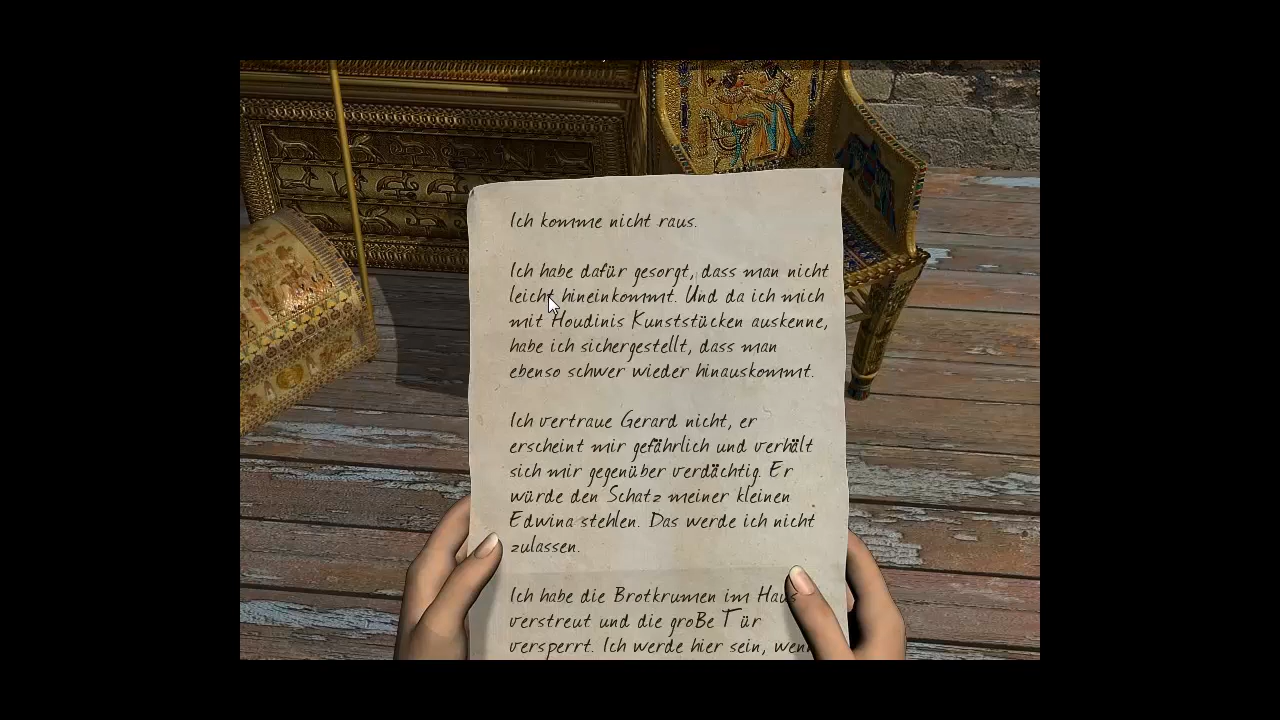 Ich komme nicht raus.
Ich habe dafür gesorgt, dass man nicht
leicht hineinkommt. Und da ich mich
mit Houdinis Kunststücken auskenne,
habe ich sichergestellt, dass man
ebenso schwer wieder hinauskommt.
Ich vertraue Gerard nicht, er
erscheint mir gefährlich und verhält
sich mir gegenüber verdächtig. Er
würde den Schatz meiner kleinen
Edwina stehlen. Das werde ich nicht
zulassen.
Ich habe die Brotkrumen im Haus
verstreut und die groBe T ür
versperrt. Ich werde hier sein, wenn